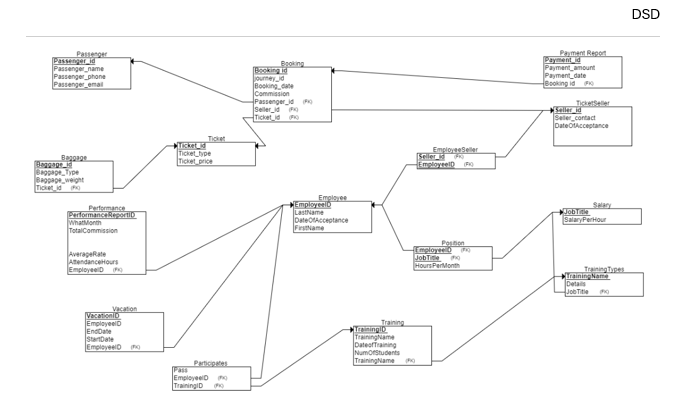 DSD
Passenger
Passenger_id
Passenger_name
Passenger_phone
Passenger_email
Booking
Booking id
journey_id
Booking_date
Commission
Passenger_id (FK)
Seller_id (FK)
Ticket_id (FK)
Payment Report
Payment_id
Payment_amount
Payment_date
Booking id (FK)
TicketSeller
Seller_id
Seller_contact
DateOfAcceptance
Ticket
Ticket_id
Ticket_type
Ticket_price
Baggage
Baggage_id
Baggage_Type
Baggage_weight
Ticket_id (FK)
EmployeeSeller
Seller_id (FK)
EmployeeID (FK)
Employee
EmployeeID
LastName
DateOfAcceptance
FirstName
Salary
JobTitle
SalaryPerHour
Performance
PerformanceReportID
WhatMonth
TotalCommission
AverageRate
AttendanceHours
EmployeeID (FK)
Position
EmployeeID (FK)
JobTitle (FK)
HoursPerMonth
TrainingTypes
TrainingName
Details
JobTitle (FK)
Vacation
VacationID
EmployeeID
EndDate
StartDate
EmployeeID (FK)
Training
TrainingID
TrainingName
DateofTraining
NumOfStudents
TrainingName (FK)
Participates
Pass
EmployeeID (FK)
TrainingID (FK)